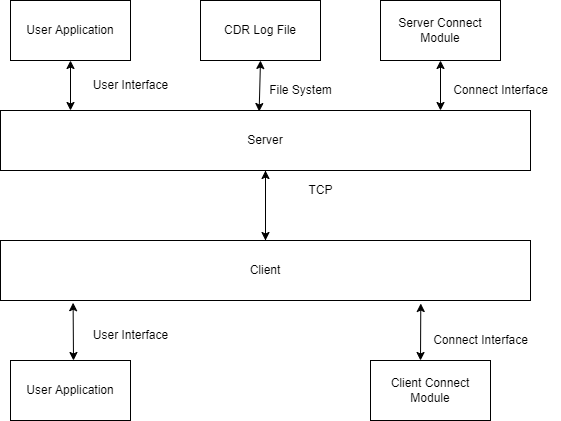 User Application
CDR Log File
Server Connect
Module
User Interface
File System
Connect Interface
Server
TCP
Client
User Interface
Connect Interface
User Application
Client Connect
Module